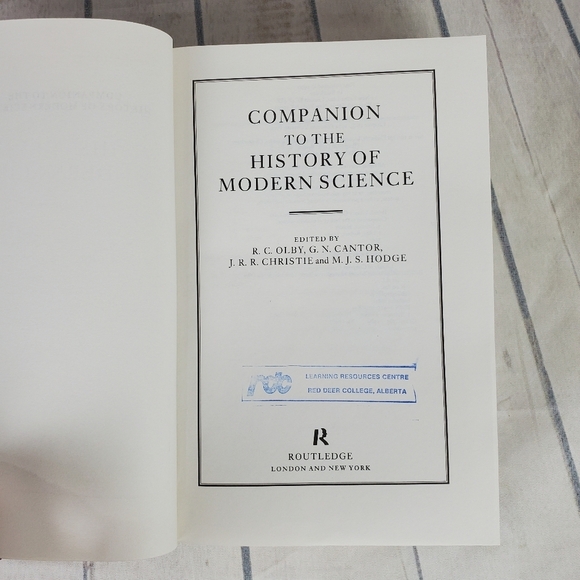 COMPANION
TO THE
HISTORY OF
MODERN SCIENCE
EDITED BY
R. C. OLBY, G. N. CANTOR,
J. R. R. CHRISTIE and M. J. S. HODGE
rdc
LEARNING RESOURCES CENTRE
RED DEER COLLEGE, ALBERTA
R
ROUTLEDGE
LONDON AND NEW YORK